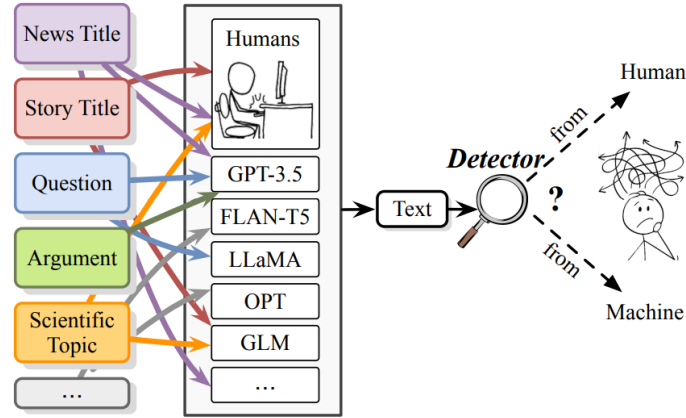 News Title
Story Title
Question
Argument
Scientific
Topic
...
Humans
GPT-3.5
FLAN-T5
LLaMA
OPT
GLM
...
Text
Detector
?
from
Human
from
Machine